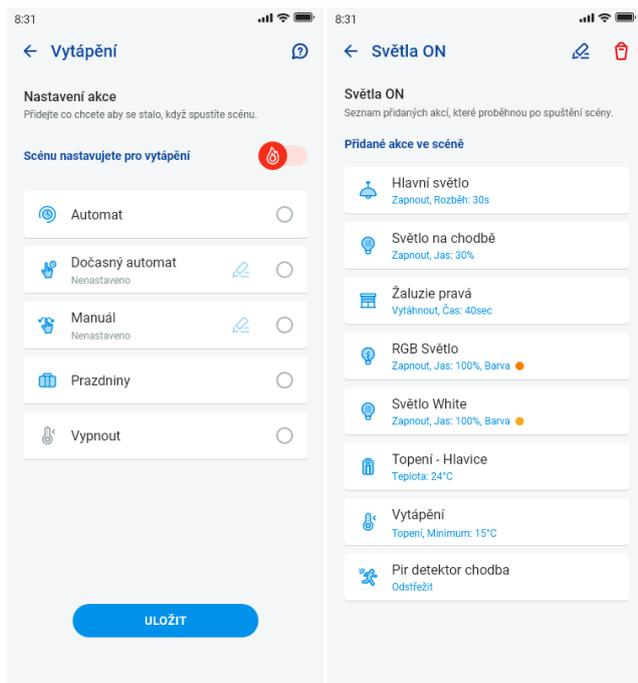 8:31
Vytápění
Nastavení akce
Přidejte co chcete aby se stalo, když spustíte scénu.
Scénu nastavujete pro vytápění
Automat
Dočasný automat
Nenastaveno
Manuál
Nenastaveno
Prazdniny
Vypnout
ULOŽIT
8:31
Světla ON
Světla ON
Seznam přidaných akcí, které proběhnou po spuštění scény.
Přidané akce ve scéně
Hlavní světlo
Zapnout, Rozběh: 30s
Světlo na chodbě
Zapnout, Jas: 30%
Žaluzie pravá
Vytáhnout, Čas: 40sec
RGB Světlo
Zapnout, Jas: 100%, Barva
Světlo White
Zapnout, Jas: 100%, Barva
Topení - Hlavice
Teplota: 24°C
Vytápění
Topení, Minimum: 15°C
Pir detektor chodba
Odstřežit